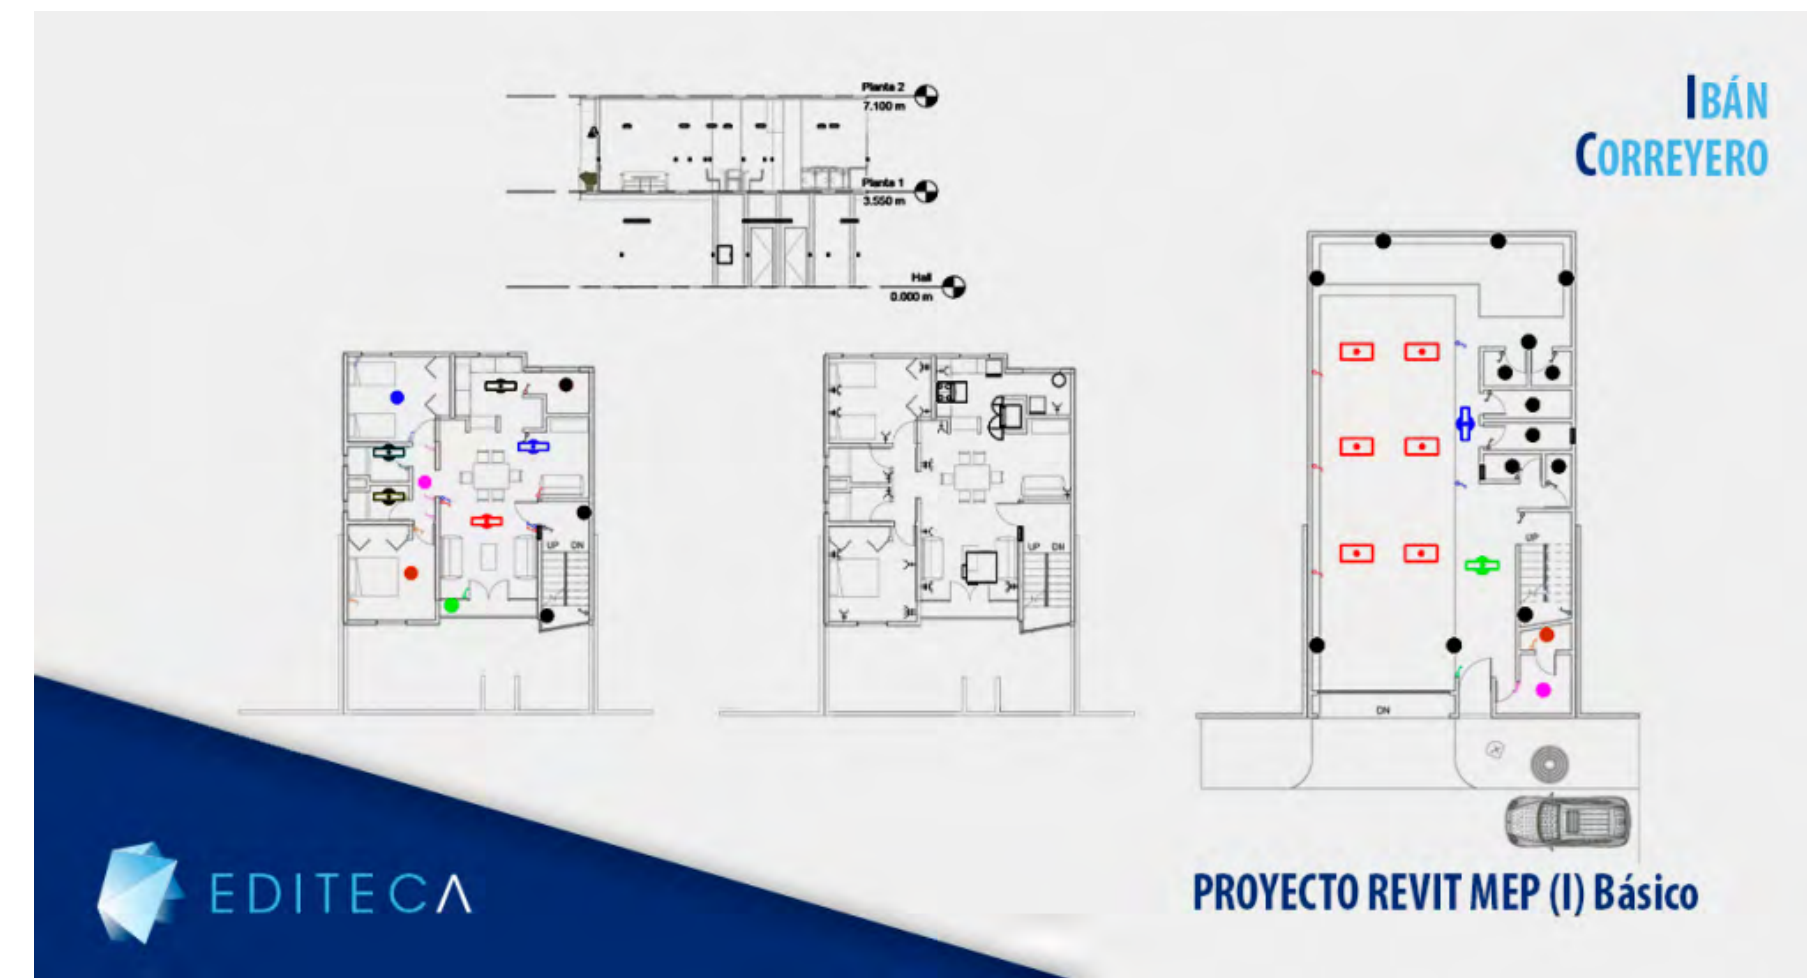 Planta 2
7.100 m
Planta 1
3.550 m
Hall
0.000 m
IBÁN
CORREYERO
UP DN
UP DN
UP
DN
EDITECA
PROYECTO REVIT MEP (I) Básico